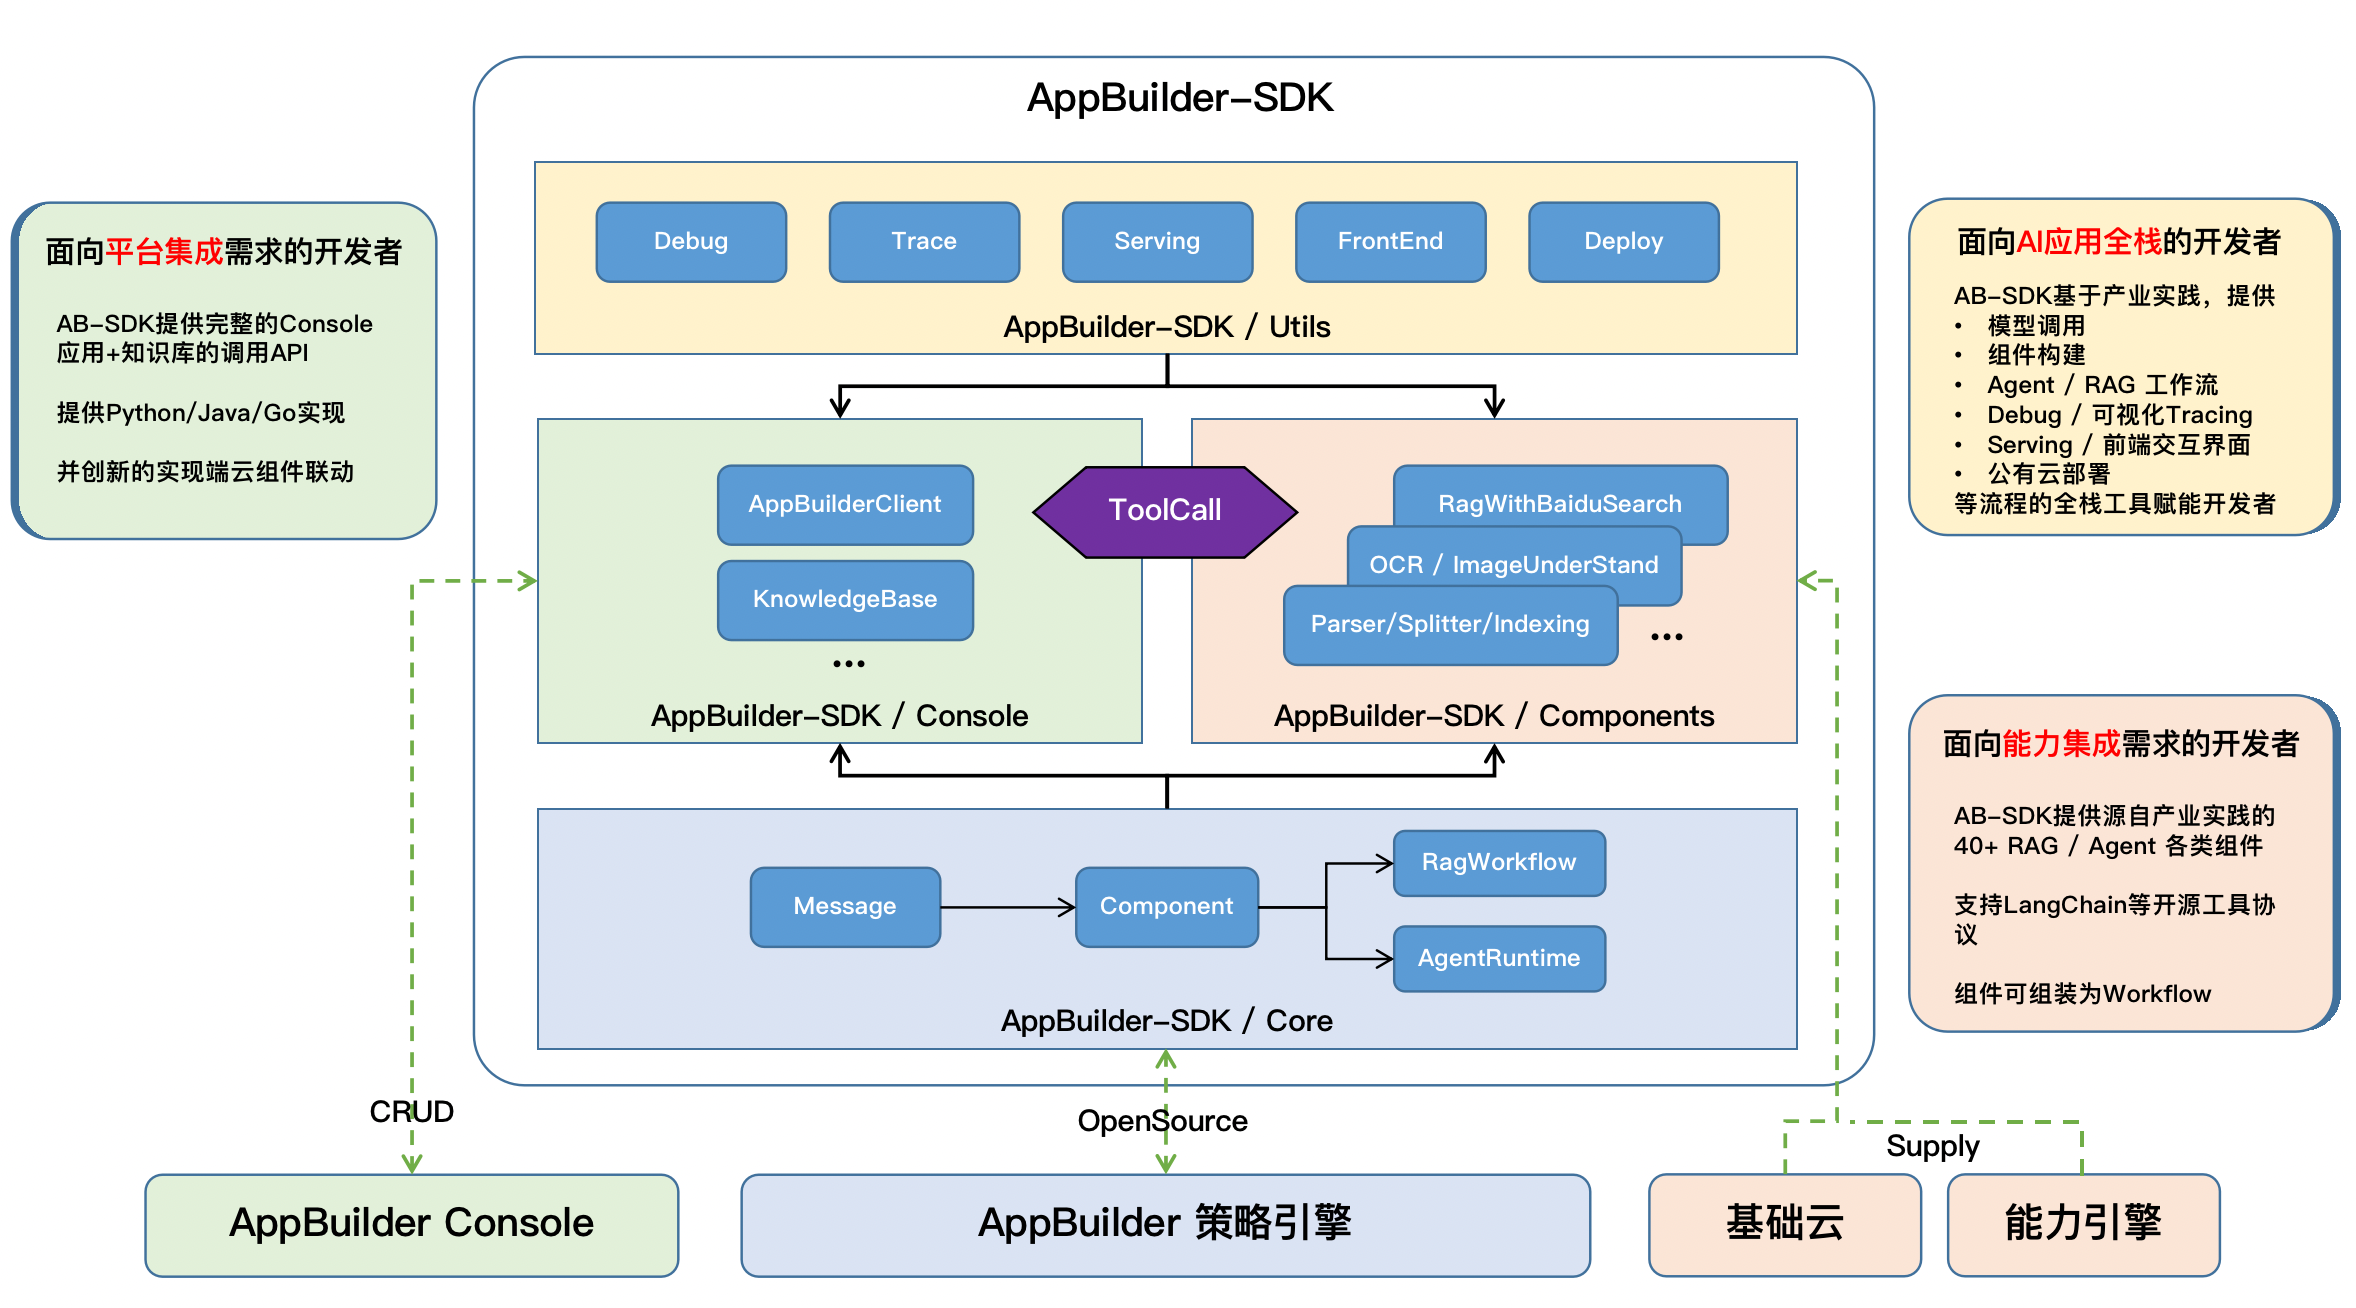 AppBuilder-SDK
Debug
Trace
Serving
FrontEnd
Deploy
AppBuilder-SDK / Utils
面向平台集成需求的开发者
AB-SDK提供完整的Console
应用+知识库的调用API
提供Python/Java/Go实现
并创新的实现端云组件联动
面向AI应用全栈的开发者
AB-SDK基于产业实践，提供
• 模型调用
• 组件构建
• Agent / RAG 工作流
• Debug / 可视化Tracing
• Serving / 前端交互界面
• 公有云部署
等流程的全栈工具赋能开发者
AppBuilderClient
KnowledgeBase
...
AppBuilder-SDK / Console
ToolCall
RagWithBaiduSearch
OCR / ImageUnderStand
Parser/Splitter/Indexing
...
AppBuilder-SDK / Components
面向能力集成需求的开发者
AB-SDK提供源自产业实践的
40+ RAG / Agent 各类组件
支持LangChain等开源工具协
议
组件可组装为Workflow
Message
Component
RagWorkflow
AgentRuntime
AppBuilder-SDK / Core
CRUD
OpenSource
Supply
AppBuilder Console
AppBuilder 策略引擎
基础云
能力引擎